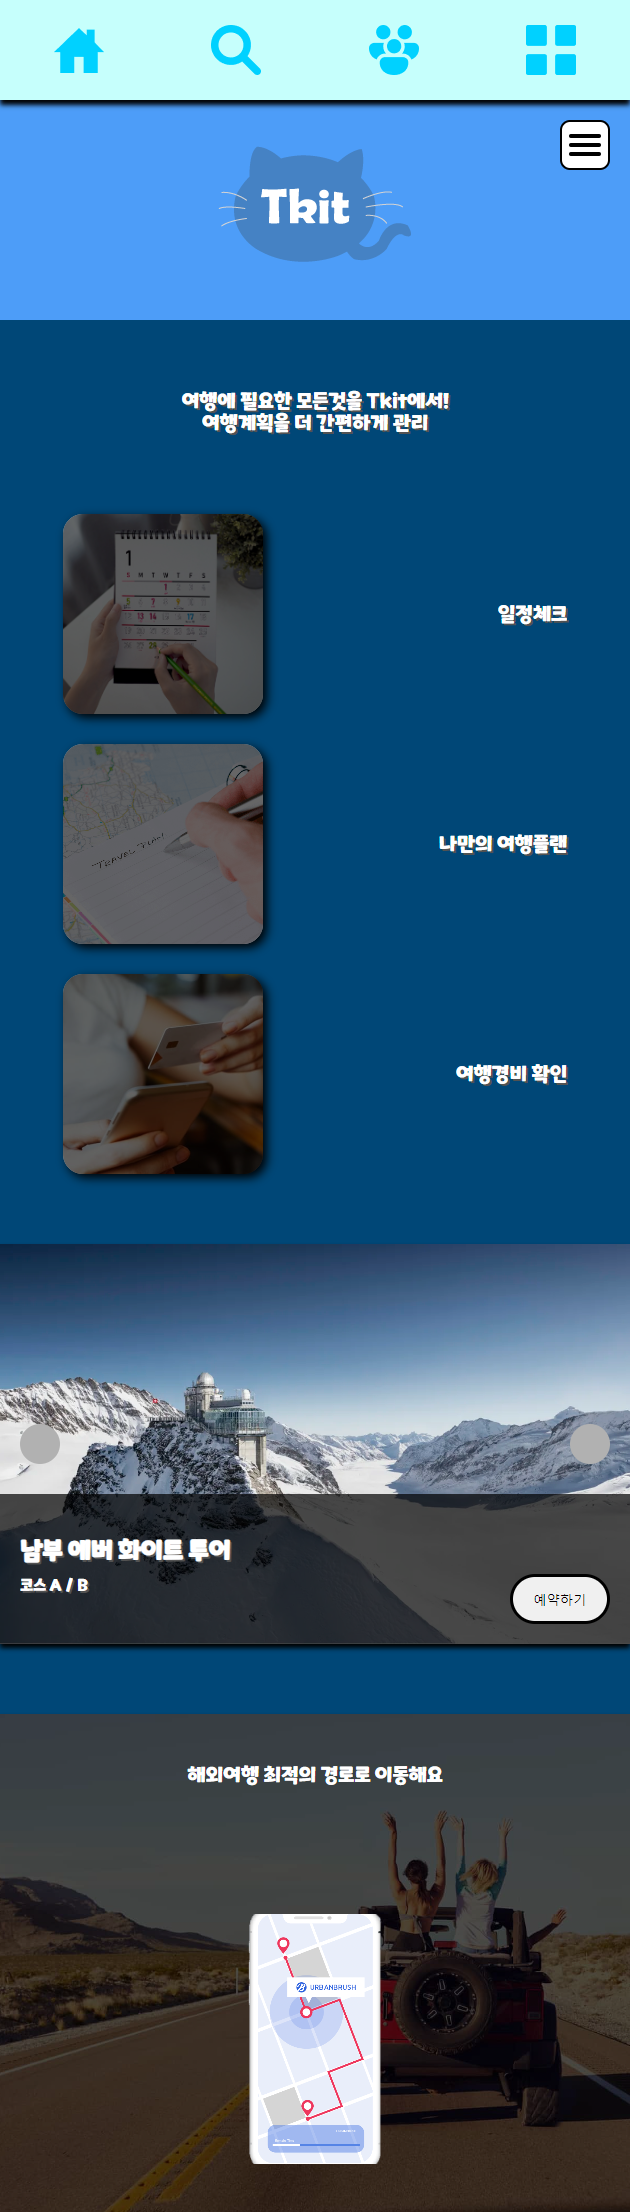 Tkit
여행에 필요한 모든것을 Tkit에서!
여행계획을 더 간편하게 관리
1
S M T W T F S
일정체크
TRAVEL PLAN
나만의 여행플랜
여행경비 확인
남부 에버 화이트 투어
코스 A / B
예약하기
해외여행 최적의 경로로 이동해요
URBANBRUSH